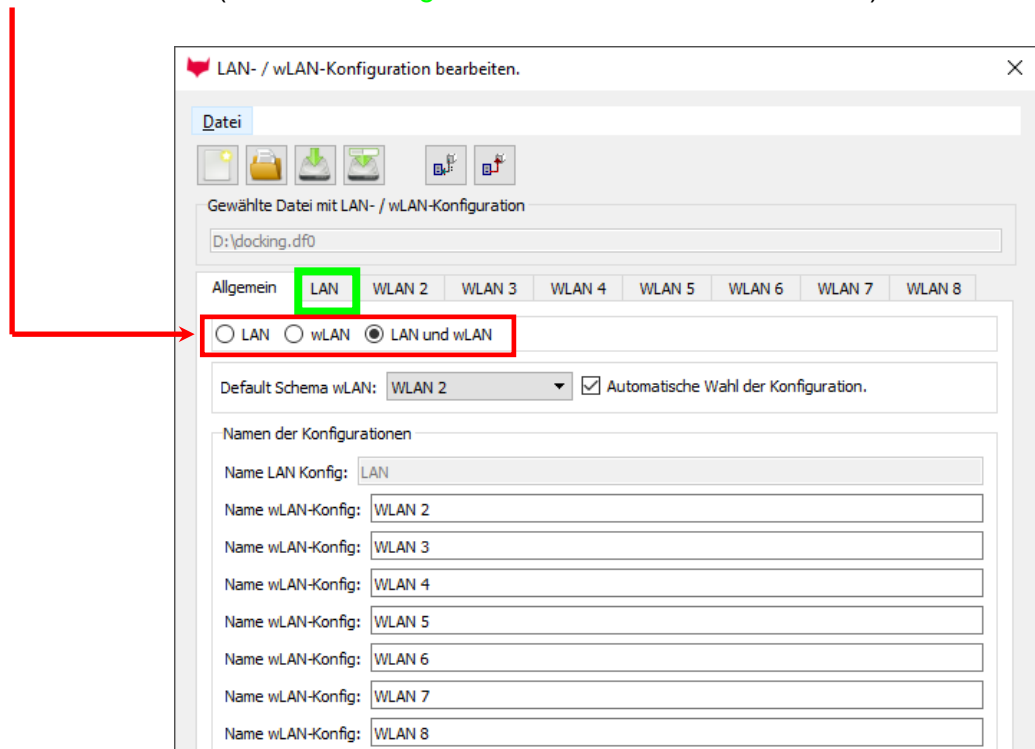 LAN- / wLAN-Konfiguration bearbeiten.
Datei
Gewählte Datei mit LAN- / wLAN-Konfiguration
D:\docking.df0
Allgemein LAN WLAN 2 WLAN 3 WLAN 4 WLAN 5 WLAN 6 WLAN 7 WLAN 8
LAN wLAN LAN und wLAN
Default Schema wLAN: WLAN 2 Automatische Wahl der Konfiguration.
Namen der Konfigurationen
Name LAN Konfig: LAN
Name wLAN-Konfig: WLAN 2
Name wLAN-Konfig: WLAN 3
Name wLAN-Konfig: WLAN 4
Name wLAN-Konfig: WLAN 5
Name wLAN-Konfig: WLAN 6
Name wLAN-Konfig: WLAN 7
Name wLAN-Konfig: WLAN 8